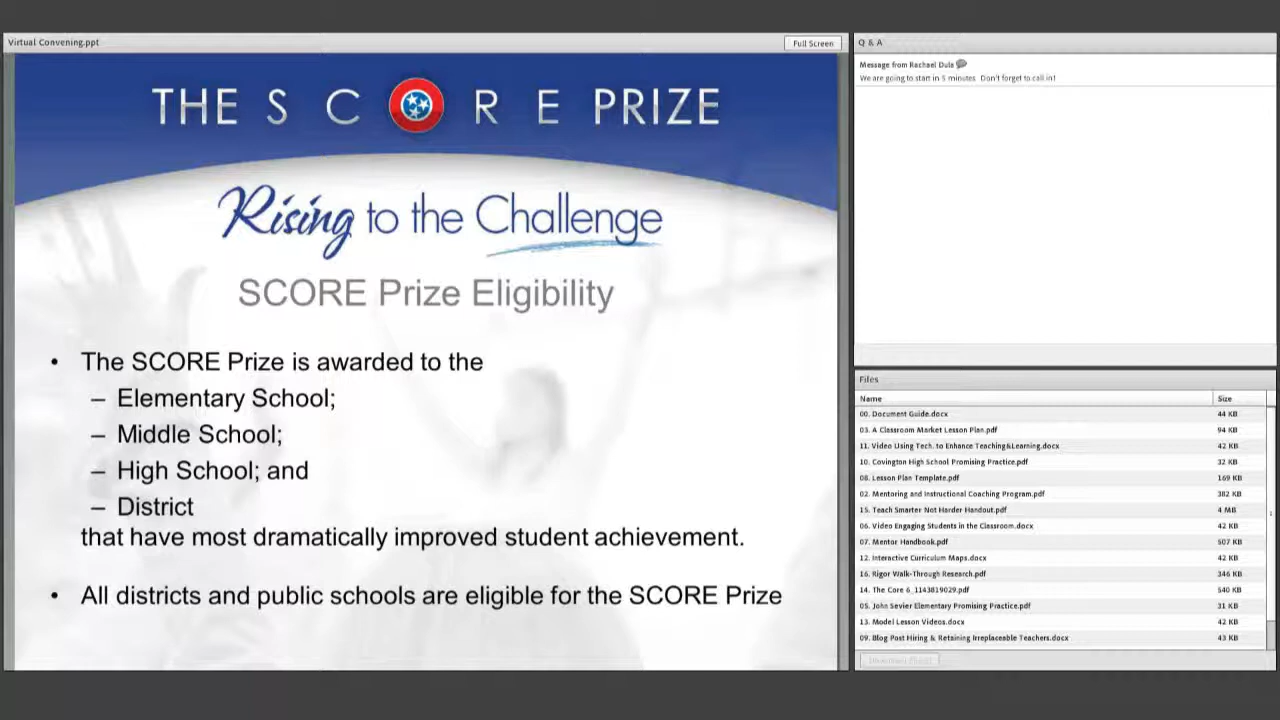 Virtual Convening.ppt
Full Screen
THE SCORE PRIZE
Rising to the Challenge
SCORE Prize Eligibility
• The SCORE Prize is awarded to the
– Elementary School;
– Middle School;
– High School; and
– District
that have most dramatically improved student achievement.
• All districts and public schools are eligible for the SCORE Prize
Q & A
Message from Rachael Duls
We are going to start in 5 minutes Don't forget to call in!
Files
Name Size
00. Document Guide.docx 44 KB
03. A Classroom Market Lesson Plan.pdf 94 KB
11. Video Using Tech. to Enhance Teaching&Learning.docx 42 KB
10. Covington High School Promising Practice.pdf 32 KB
08. Lesson Plan Template.pdf 169 KB
02. Mentoring and Instructional Coaching Program.pdf 382 KB
15. Teach Smarter Not Harder Handout.pdf 4 MB
06. Video Engaging Students in the Classroom.docx 42 KB
07. Mentor Handbook.pdf 507 KB
12. Interactive Curriculum Maps.docx 42 KB
16. Rigor Walk-Through Research.pdf 346 KB
14. The Core 6_1143819029.pdf 540 KB
05. John Sevier Elementary Promising Practice.pdf 31 KB
13. Model Lesson Videos.docx 42 KB
09. Blog Post Hiring & Retaining Irreplaceable Teachers.docx 43 KB